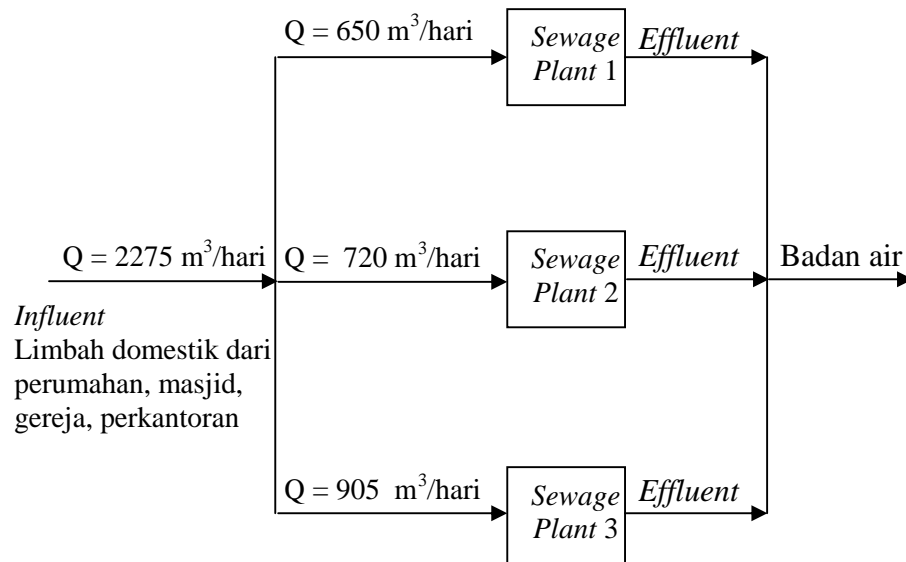 Q = 650 m³/hari
Sewage Plant 1
Effluent
Q = 2275 m³/hari
Q = 720 m³/hari
Sewage Plant 2
Effluent
Badan air
Influent
Limbah domestik dari
perumahan, masjid,
gereja, perkantoran
Q = 905 m³/hari
Sewage Plant 3
Effluent